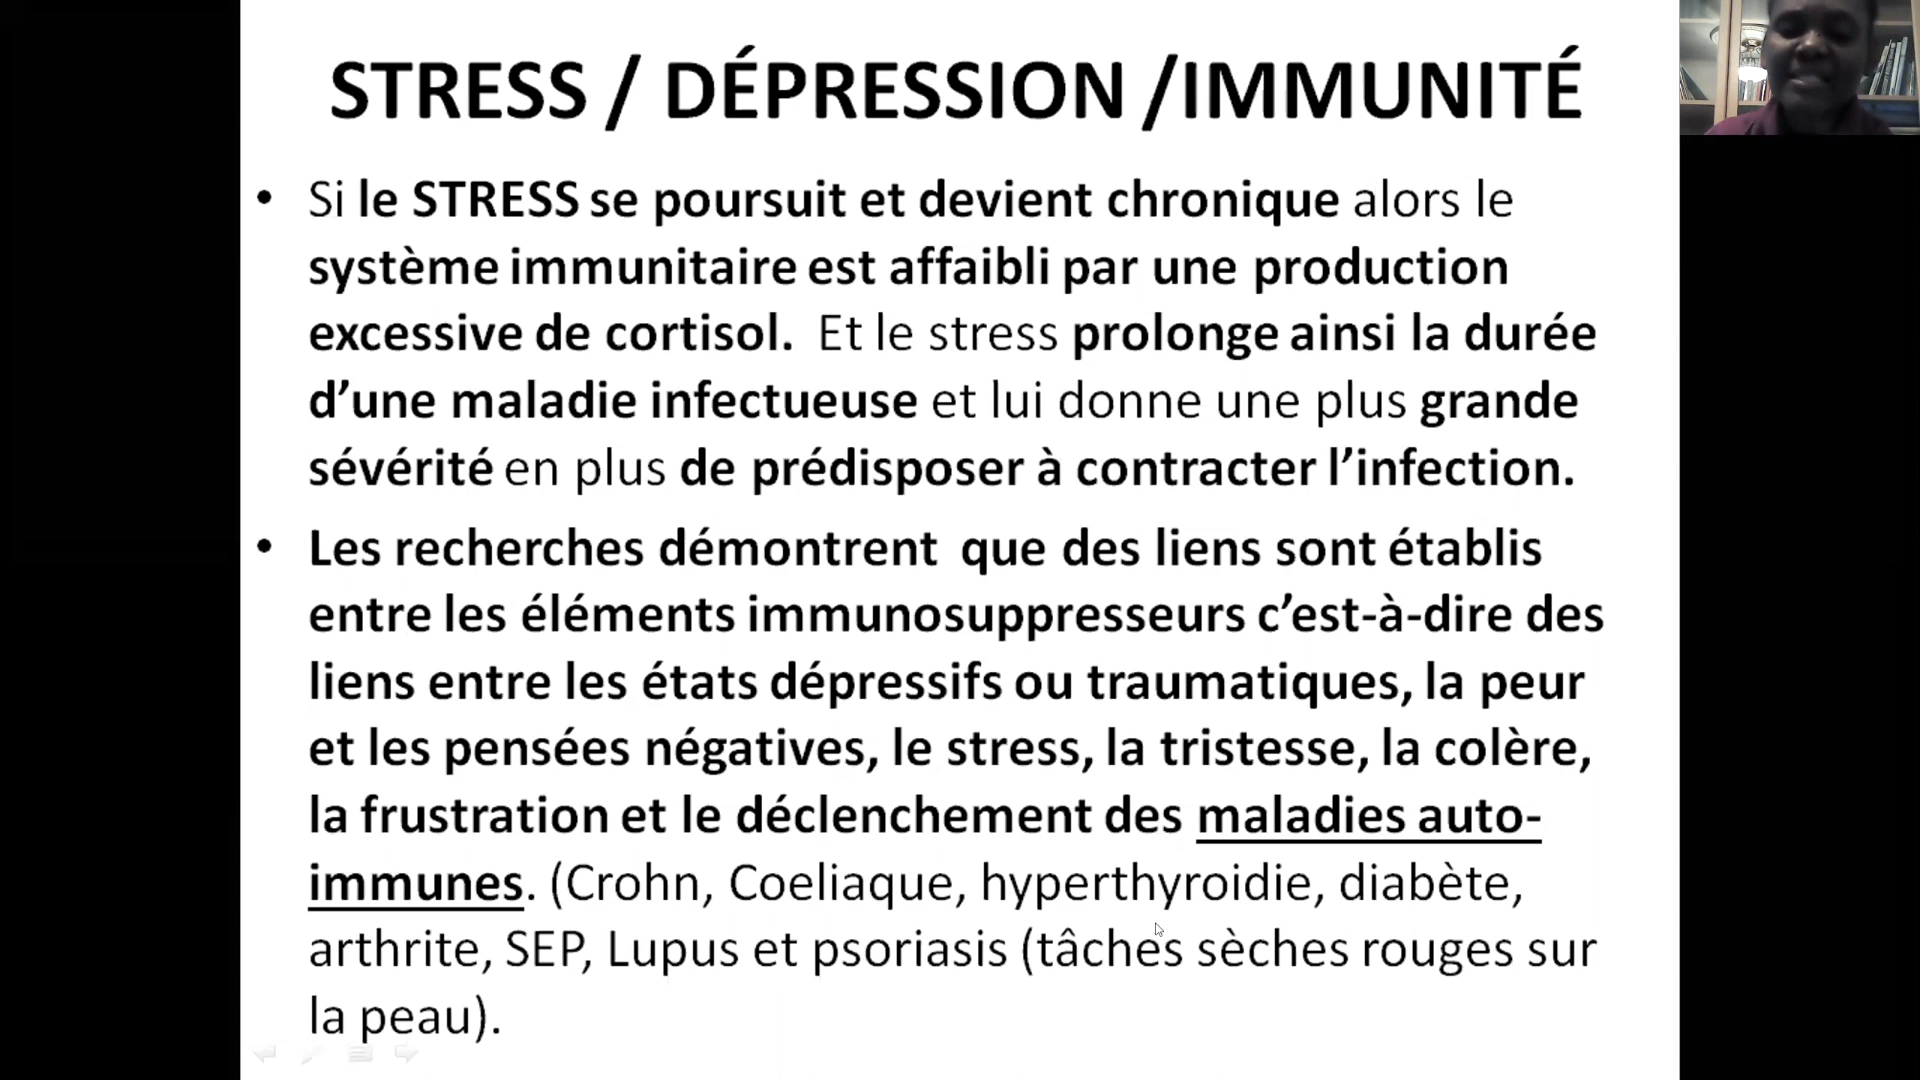 STRESS / DÉPRESSION /IMMUNITÉ
• Si le STRESS se poursuit et devient chronique alors le
système immunitaire est affaibli par une production
excessive de cortisol.  Et le stress prolonge ainsi la durée
d’une maladie infectueuse et lui donne une plus grande
sévérité en plus de prédisposer à contracter l’infection.
• Les recherches démontrent  que des liens sont établis
entre les éléments immunosuppresseurs c’est-à-dire des
liens entre les états dépressifs ou traumatiques, la peur
et les pensées négatives, le stress, la tristesse, la colère,
la frustration et le déclenchement des maladies auto-
immunes. (Crohn, Coeliaque, hyperthyroidie, diabète,
arthrite, SEP, Lupus et psoriasis (tâches sèches rouges sur
la peau).